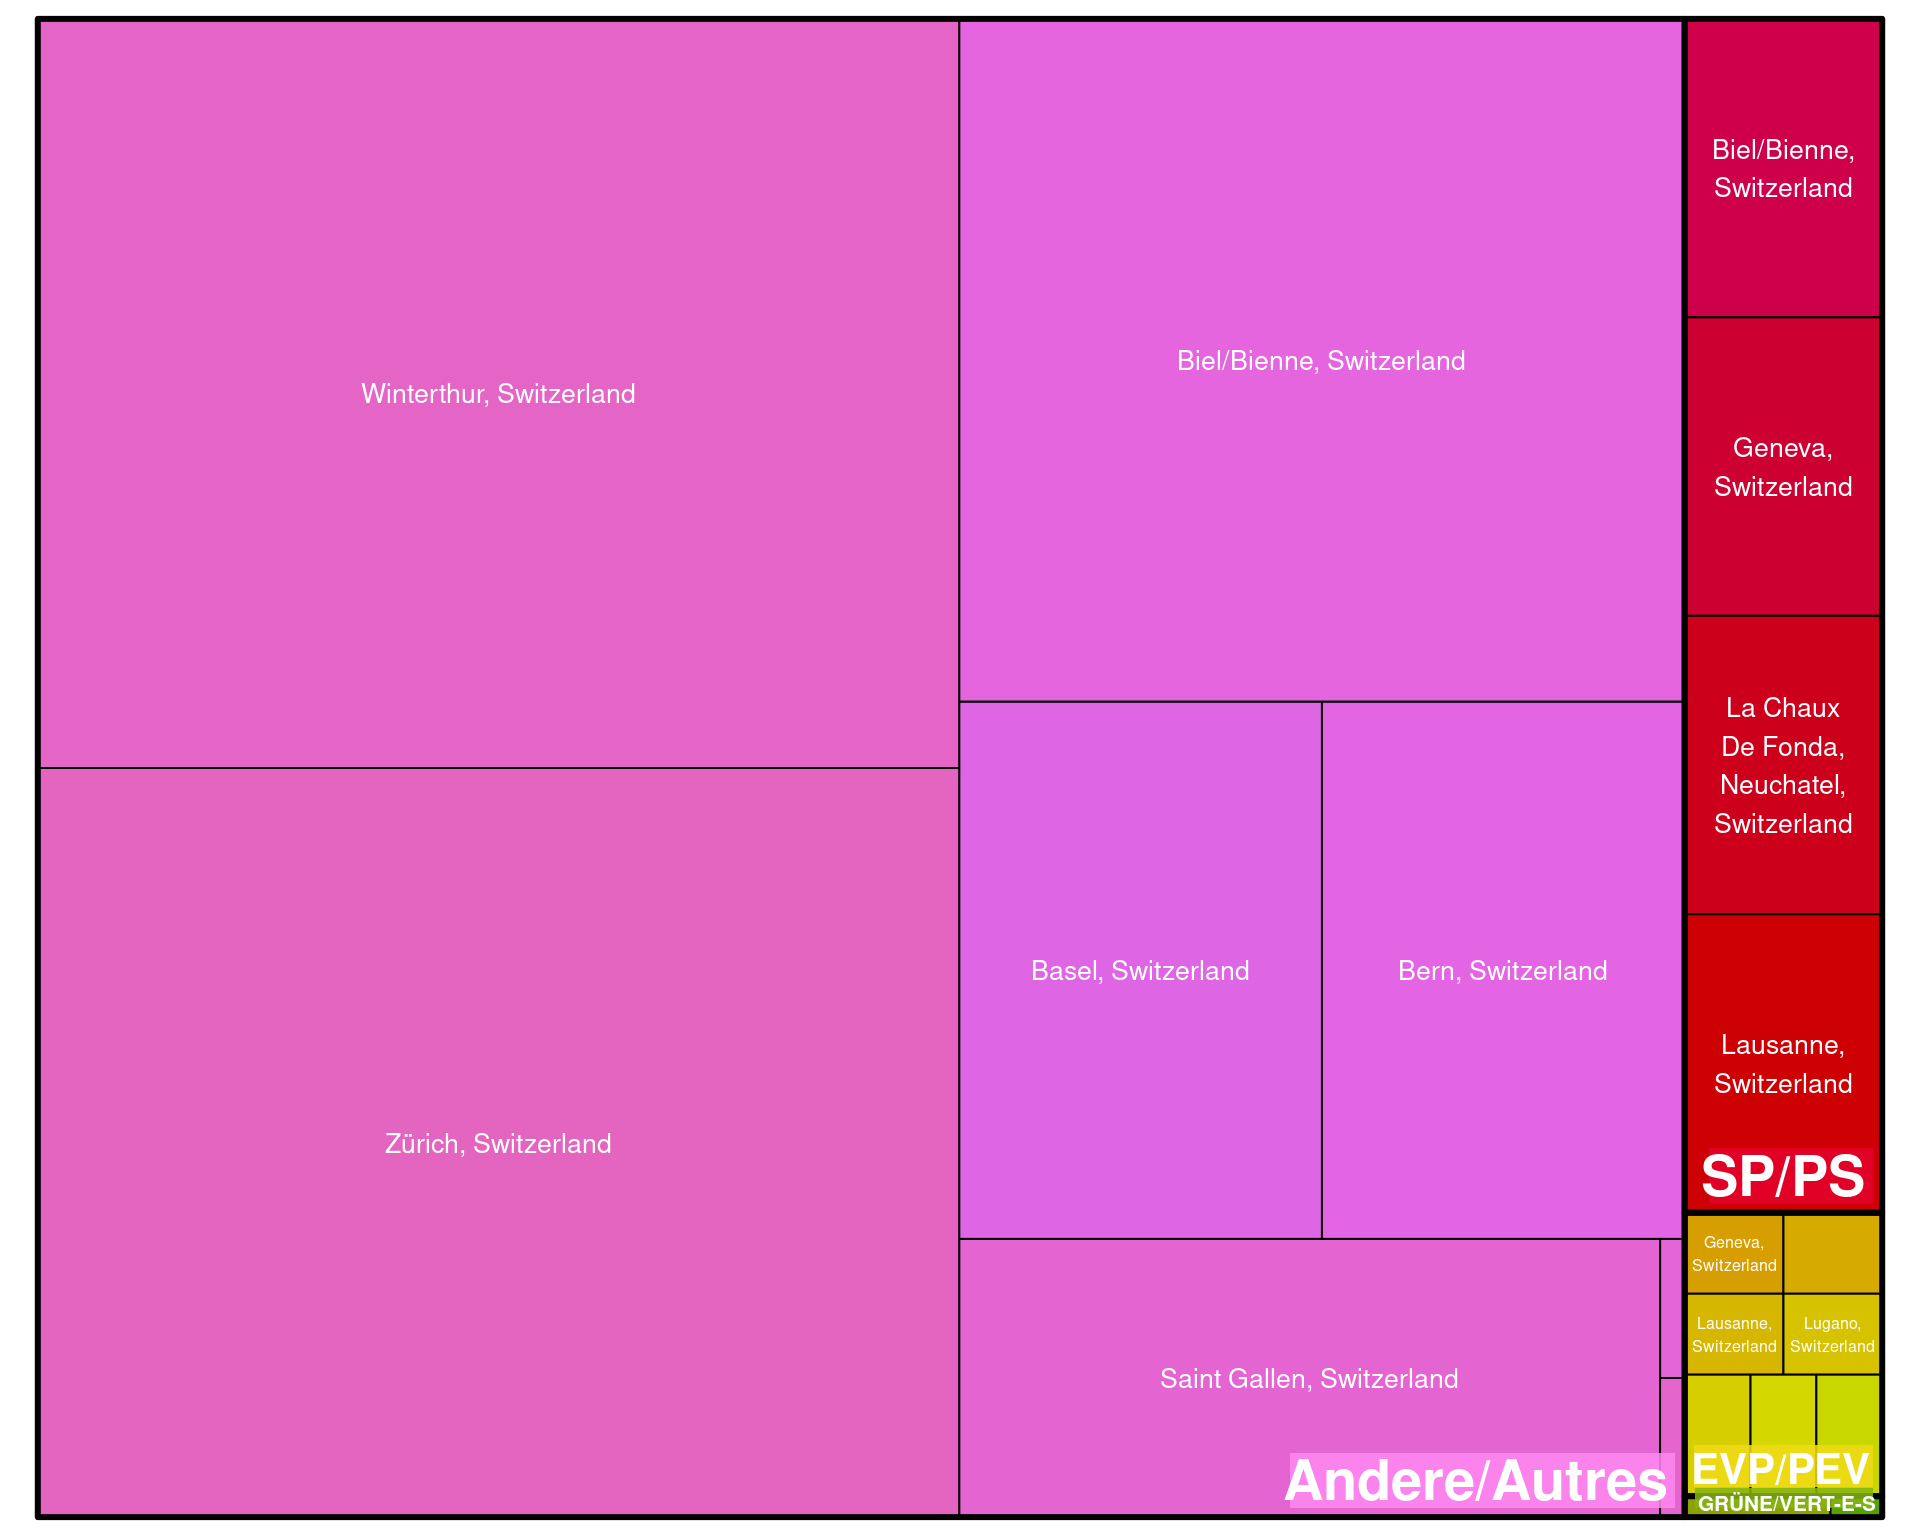 Winterthur, Switzerland
Zürich, Switzerland
Biel/Bienne, Switzerland
Basel, Switzerland
Bern, Switzerland
Saint Gallen, Switzerland
Andere/Autres
Biel/Bienne,
Switzerland
Geneva,
Switzerland
La Chaux
De Fonda,
Neuchatel,
Switzerland
Lausanne,
Switzerland
SP/PS
Geneva,
Switzerland
Lausanne,
Switzerland
Lugano,
Switzerland
EVP/PEV
GRÜNE/VERT-E-S